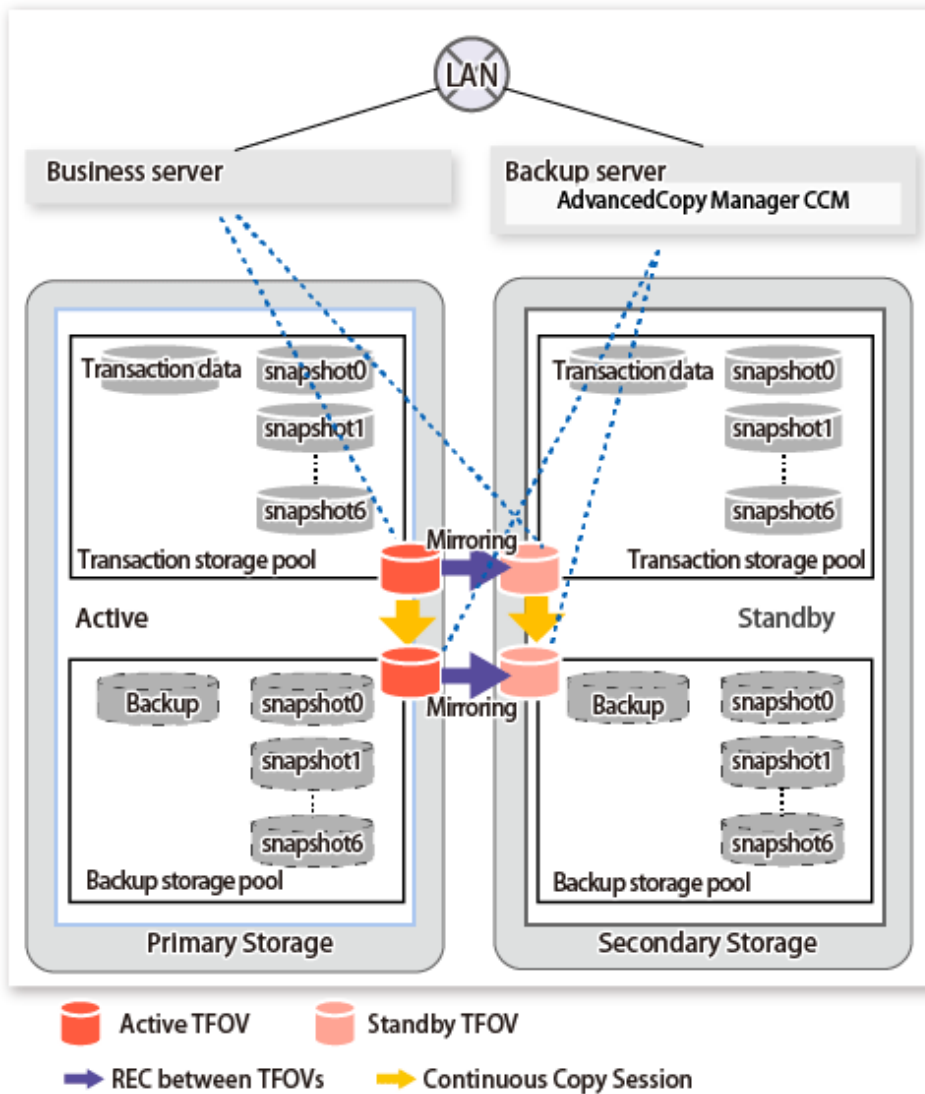 LAN
Business server
Backup server
AdvancedCopy Manager CCM
Transaction data
snapshot0
snapshot1
snapshot6
Transaction storage pool
Transaction data
snapshot0
snapshot1
snapshot6
Transaction storage pool
Mirroring
Active
Standby
Backup
snapshot0
snapshot1
snapshot6
Backup storage pool
Mirroring
Backup
snapshot0
snapshot1
snapshot6
Backup storage pool
Primary Storage
Secondary Storage
Active TFOV
Standby TFOV
REC between TFOVs
Continuous Copy Session